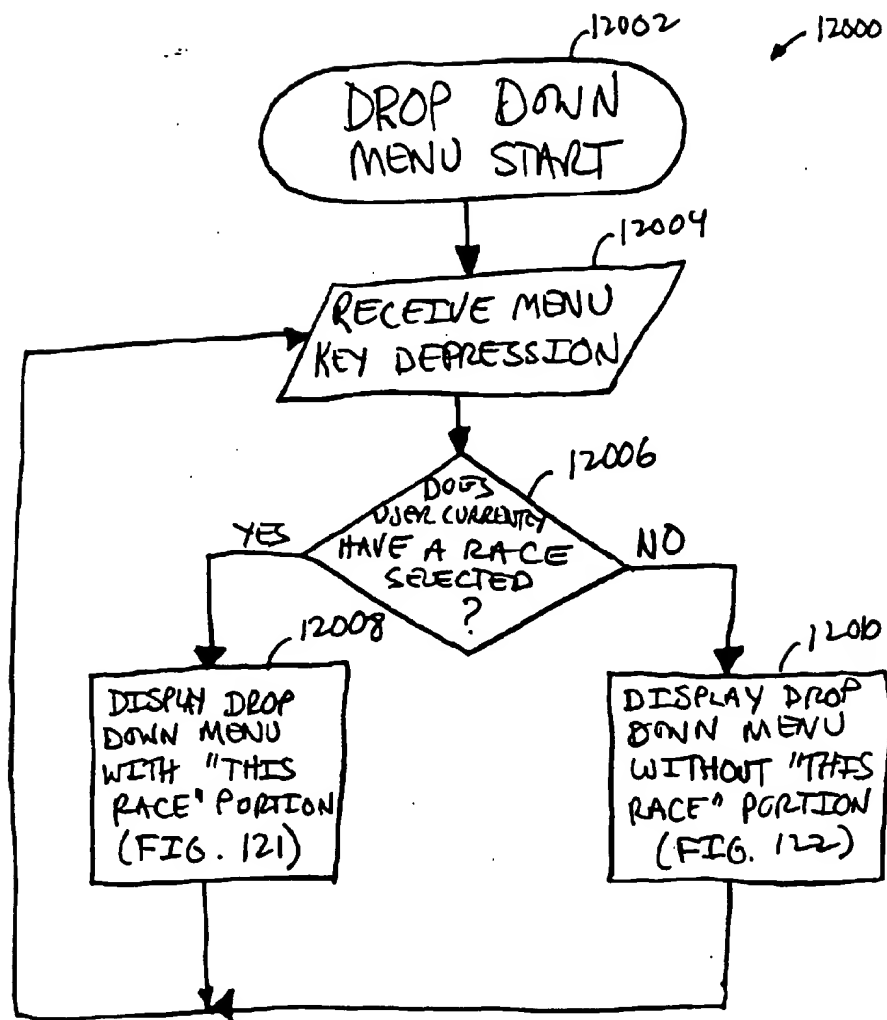 12002
12000
DROP DOWN
MENU START
12004
RECEIVE MENU
KEY DEPRESSION
12006
DOES
USER CURRENTLY
HAVE A RACE
SELECTED
?
YES
NO
12008
DISPLAY DROP
DOWN MENU
WITH "THIS
RACE" PORTION
(FIG. 121)
12010
DISPLAY DROP
DOWN MENU
WITHOUT "THIS
RACE" PORTION
(FIG. 122)